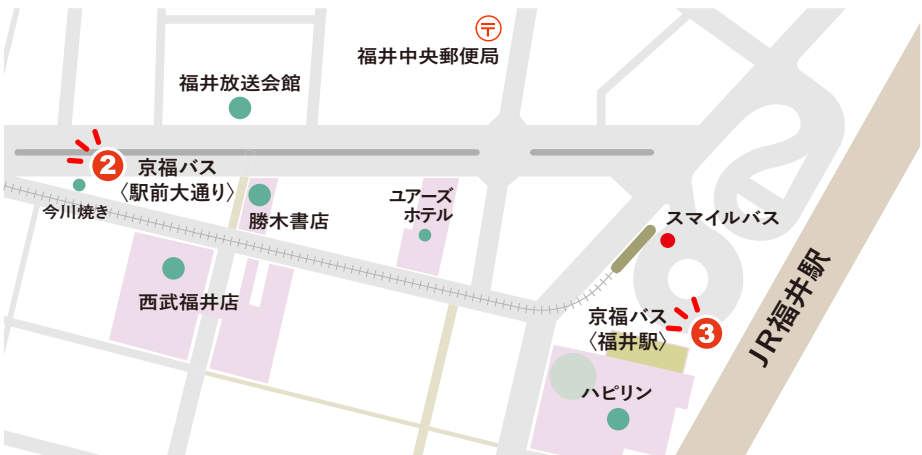 〒
福井中央郵便局
福井放送会館
2
京福バス
〈駅前大通り〉
今川焼き
勝木書店
ユアーズ
ホテル
スマイルバス
西武福井店
京福バス
〈福井駅〉
3
JR福井駅
ハピリン